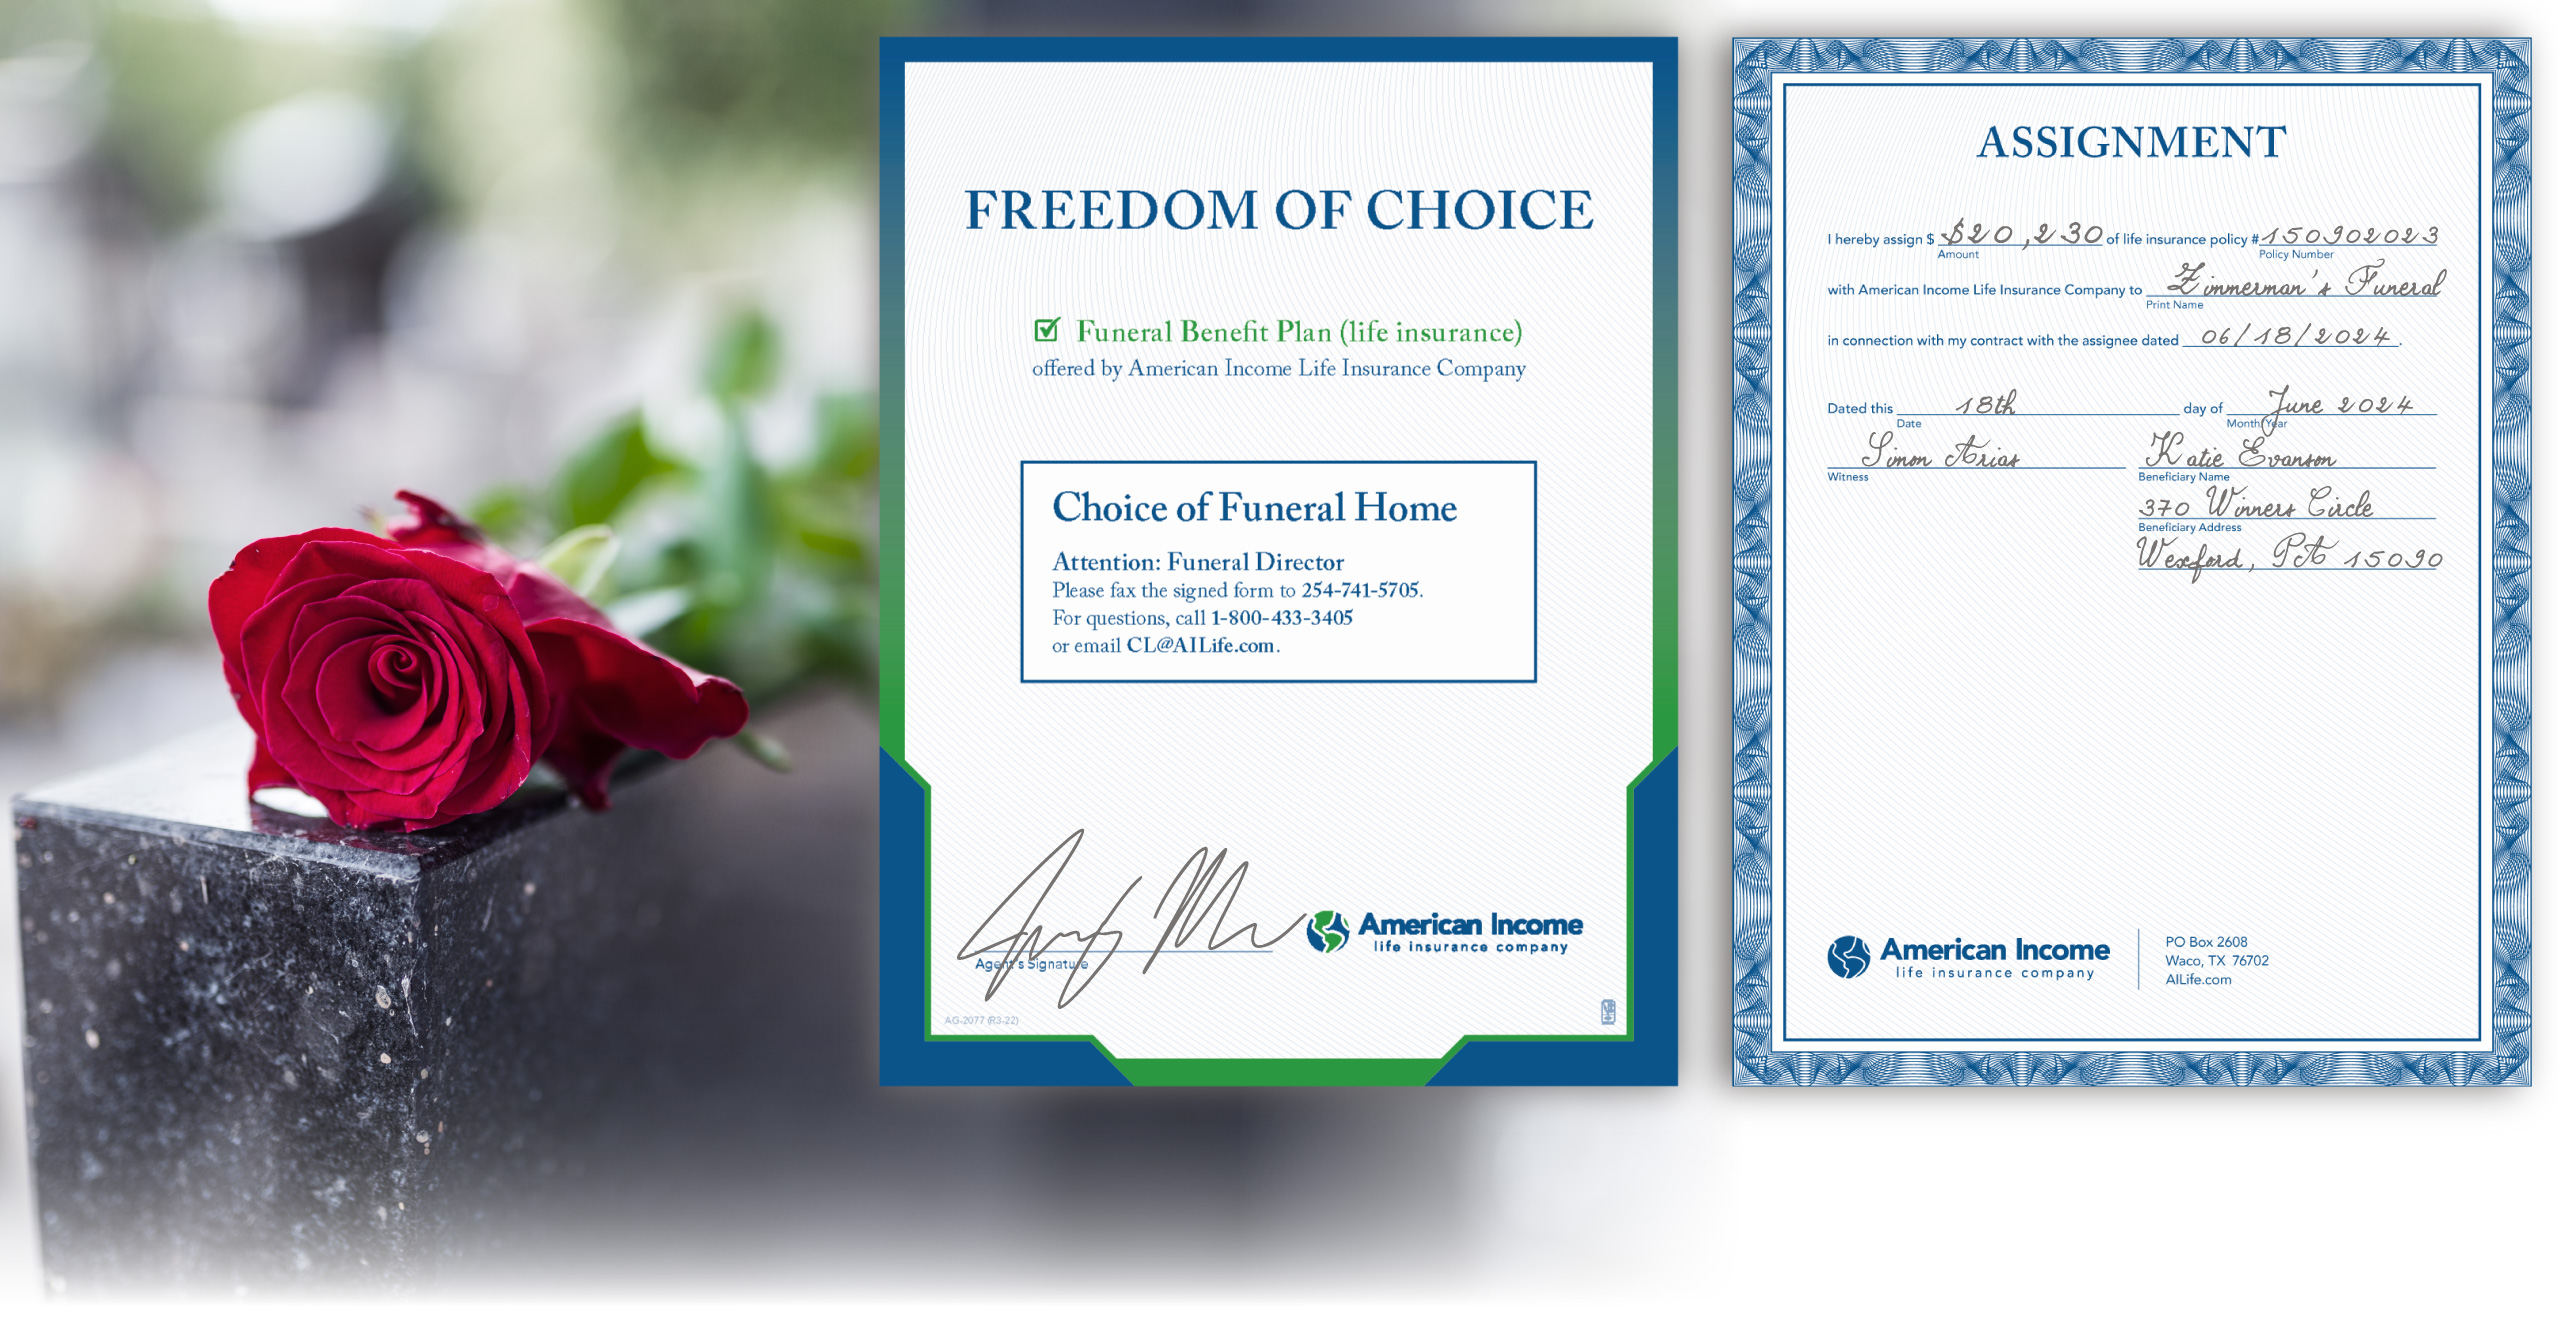 FREEDOM OF CHOICE
Funeral Benefit Plan (life insurance)
offered by American Income Life Insurance Company
Choice of Funeral Home
Attention: Funeral Director
Please fax the signed form to 254-741-5705.
For questions, call 1-800-433-3405
or email CL@AILife.com.
Agent's Signature
American Income
life insurance company
AG-2077 (R3-22)
ASSIGNMENT
I hereby assign $ $20,230 of life insurance policy # 150902023
Amount Policy Number
with American Income Life Insurance Company to Zimmerman's Funeral
Print Name
in connection with my contract with the assignee dated 06/18/2024.
Dated this 18th day of June 2024
Date Month/Year
Simon Arias Katie Evanson
Witness Beneficiary Name
370 Winners Circle
Beneficiary Address
Wexford, PA 15090
American Income
life insurance company
PO Box 2608
Waco, TX 76702
AILife.com